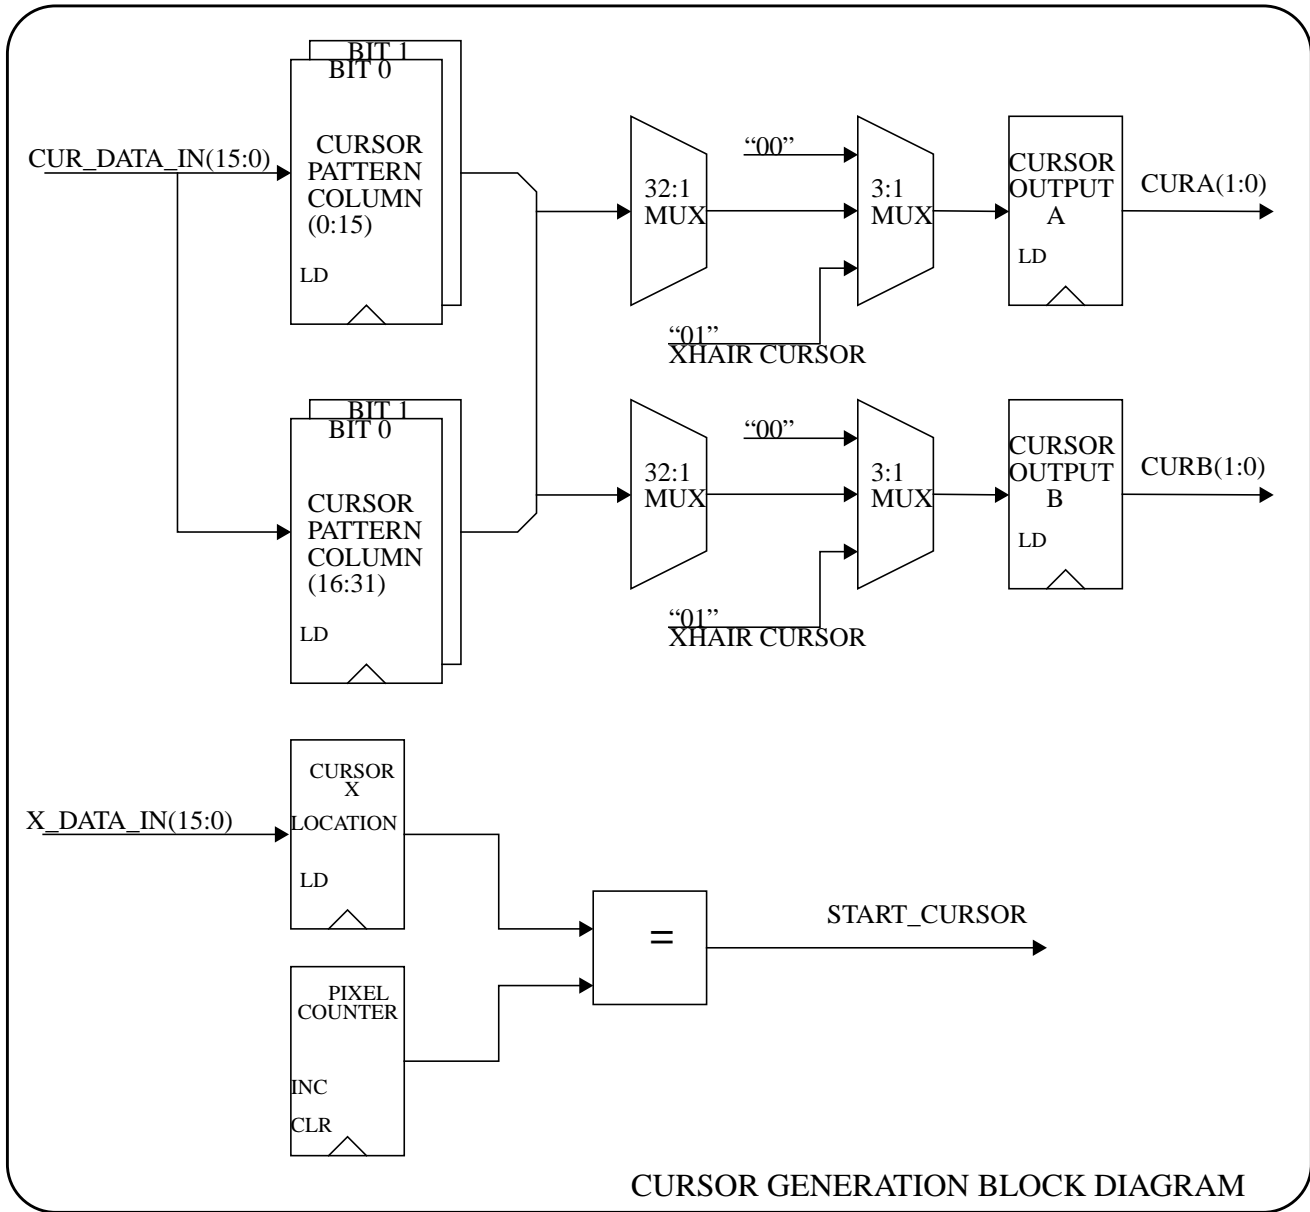 BIT 1
BIT 0
CURSOR
PATTERN
COLUMN
(0:15)
LD
CUR_DATA_IN(15:0)
32:1
MUX
“00”
3:1
MUX
“01”
XHAIR CURSOR
CURSOR
OUTPUT
A
LD
CURA(1:0)
BIT 1
BIT 0
CURSOR
PATTERN
COLUMN
(16:31)
LD
32:1
MUX
“00”
3:1
MUX
“01”
XHAIR CURSOR
CURSOR
OUTPUT
B
LD
CURB(1:0)
X_DATA_IN(15:0)
CURSOR
X
LOCATION
LD
PIXEL
COUNTER
INC
CLR
=
START_CURSOR
CURSOR GENERATION BLOCK DIAGRAM